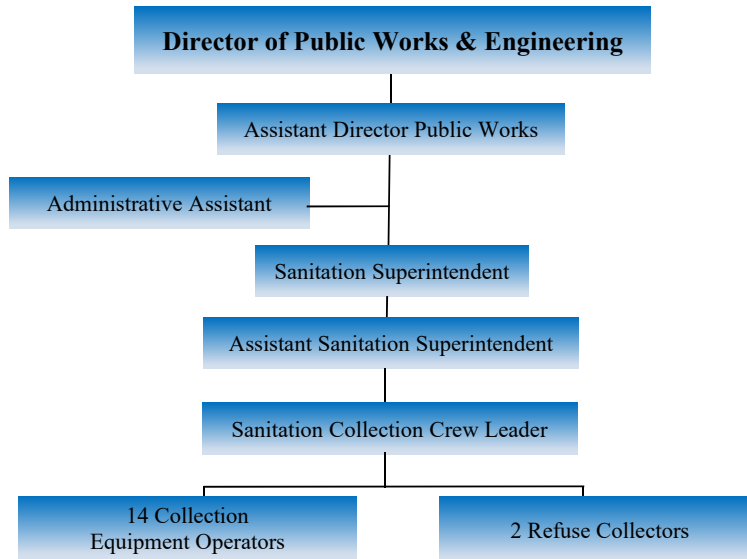 Director of Public Works & Engineering
Assistant Director Public Works
Administrative Assistant
Sanitation Superintendent
Assistant Sanitation Superintendent
Sanitation Collection Crew Leader
14 Collection
Equipment Operators
2 Refuse Collectors